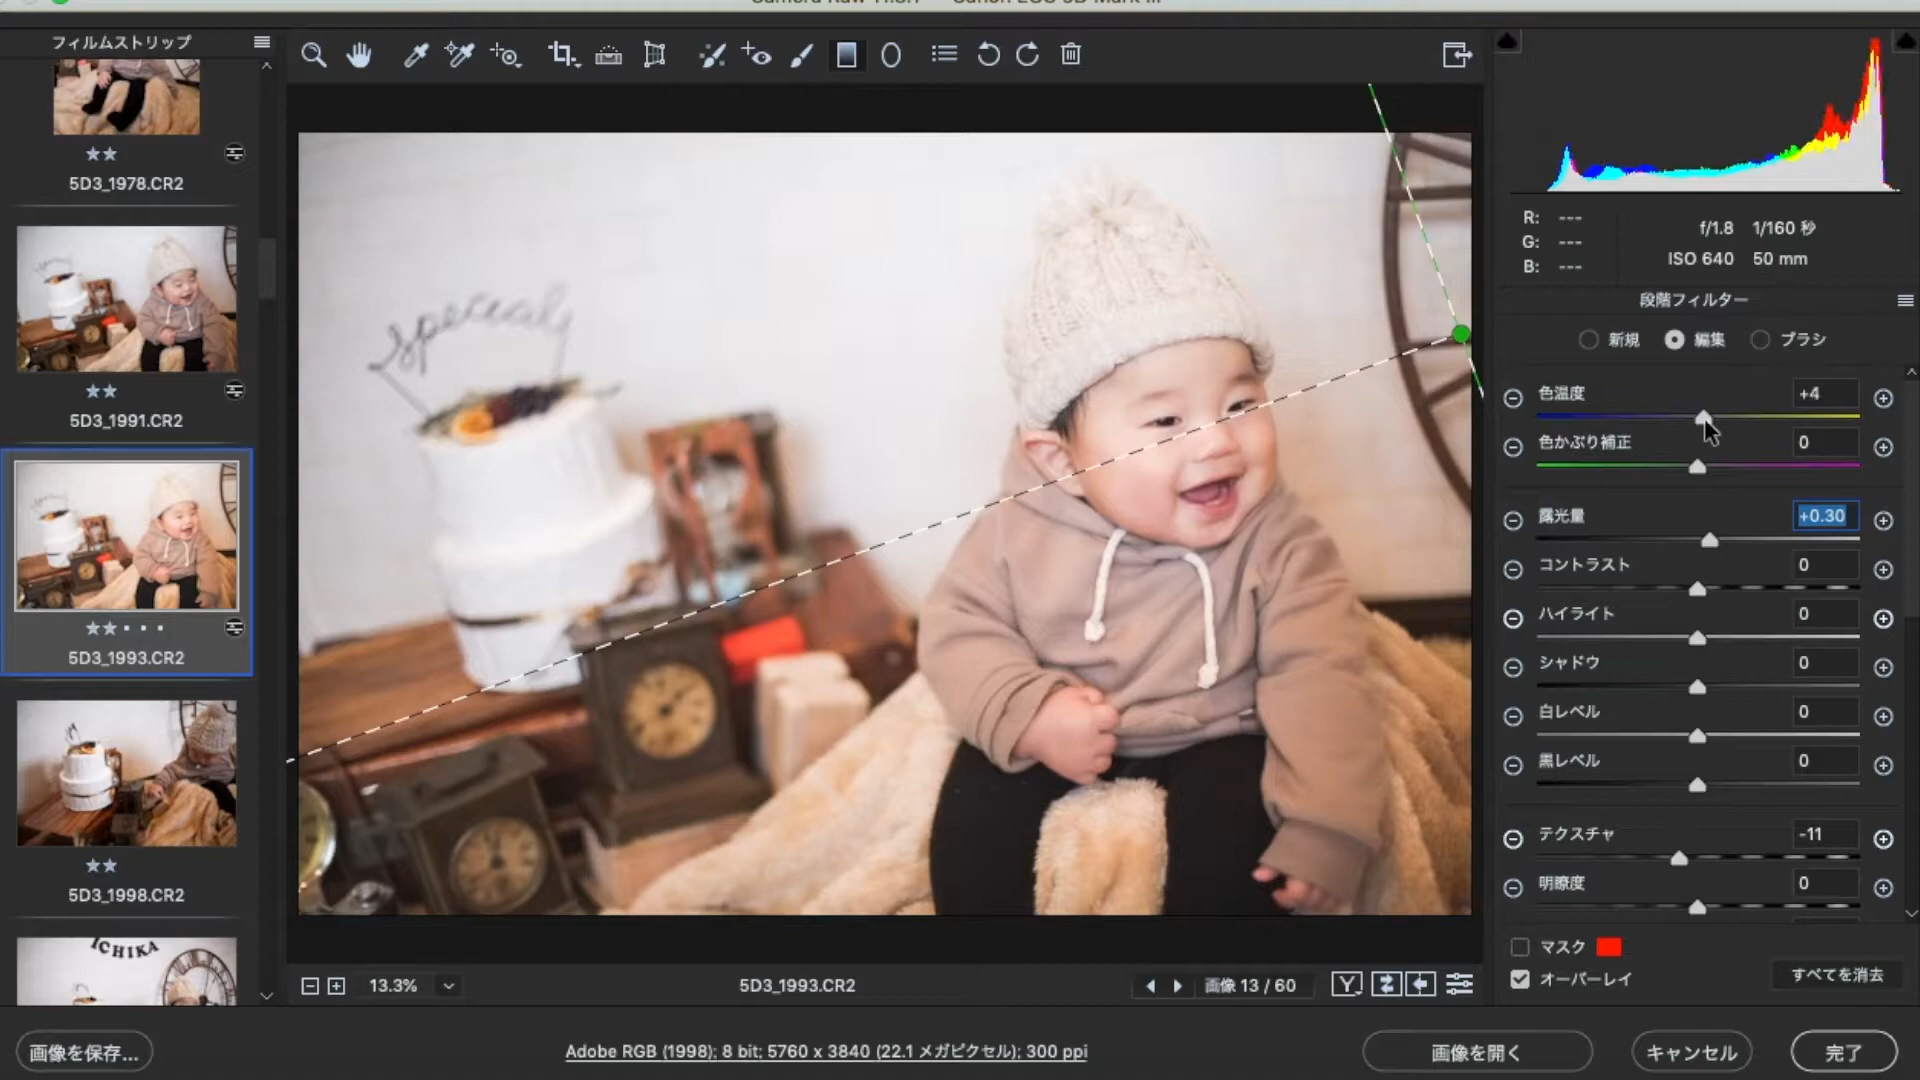 フィルムストリップ
5D3_1978.CR2
5D3_1991.CR2
5D3_1993.CR2
5D3_1998.CR2
ICHIKA
special
R: ---
G: ---
B: ---
f/1.8 1/160 秒
ISO 640 50 mm
段階フィルター
新規 編集 ブラシ
色温度 +4
色かぶり補正 0
露光量 +0.30
コントラスト 0
ハイライト 0
シャドウ 0
白レベル 0
黒レベル 0
テクスチャ -11
明瞭度 0
マスク
オーバーレイ
すべてを消去
13.3%
5D3_1993.CR2
画像 13 / 60
Y
画像を保存...
Adobe RGB (1998); 8 bit; 5760 x 3840 (22.1 メガピクセル); 300 ppi
画像を開く
キャンセル
完了